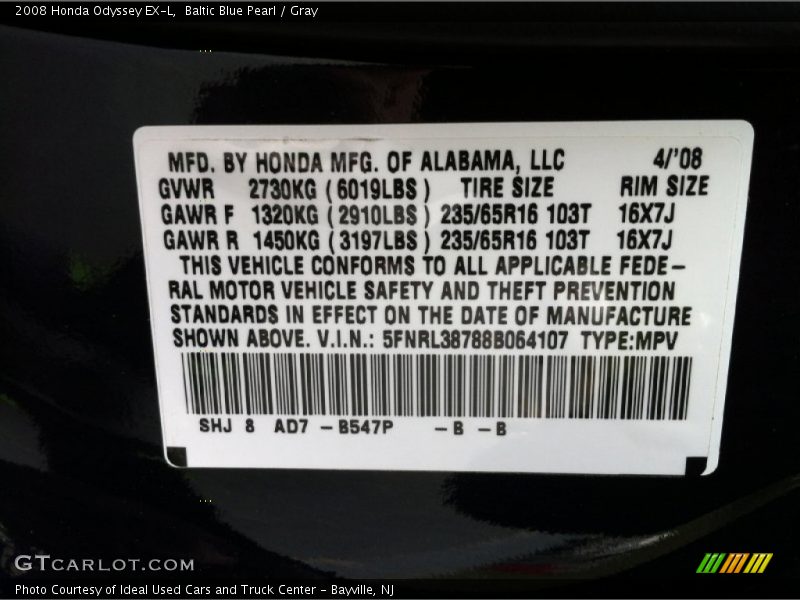 2008 Honda Odyssey EX-L, Baltic Blue Pearl / Gray
MFD. BY HONDA MFG. OF ALABAMA, LLC 4/'08
GVWR 2730KG (6019LBS) TIRE SIZE RIM SIZE
GAWR F 1320KG (2910LBS) 235/65R16 103T 16X7J
GAWR R 1450KG (3197LBS) 235/65R16 103T 16X7J
THIS VEHICLE CONFORMS TO ALL APPLICABLE FEDE-
RAL MOTOR VEHICLE SAFETY AND THEFT PREVENTION
STANDARDS IN EFFECT ON THE DATE OF MANUFACTURE
SHOWN ABOVE. V.I.N.: 5FNRL38788B064107 TYPE:MPV
SHJ 8 AD7 -B547P -B -B
GTCARLOT.COM
Photo Courtesy of Ideal Used Cars and Truck Center - Bayville, NJ